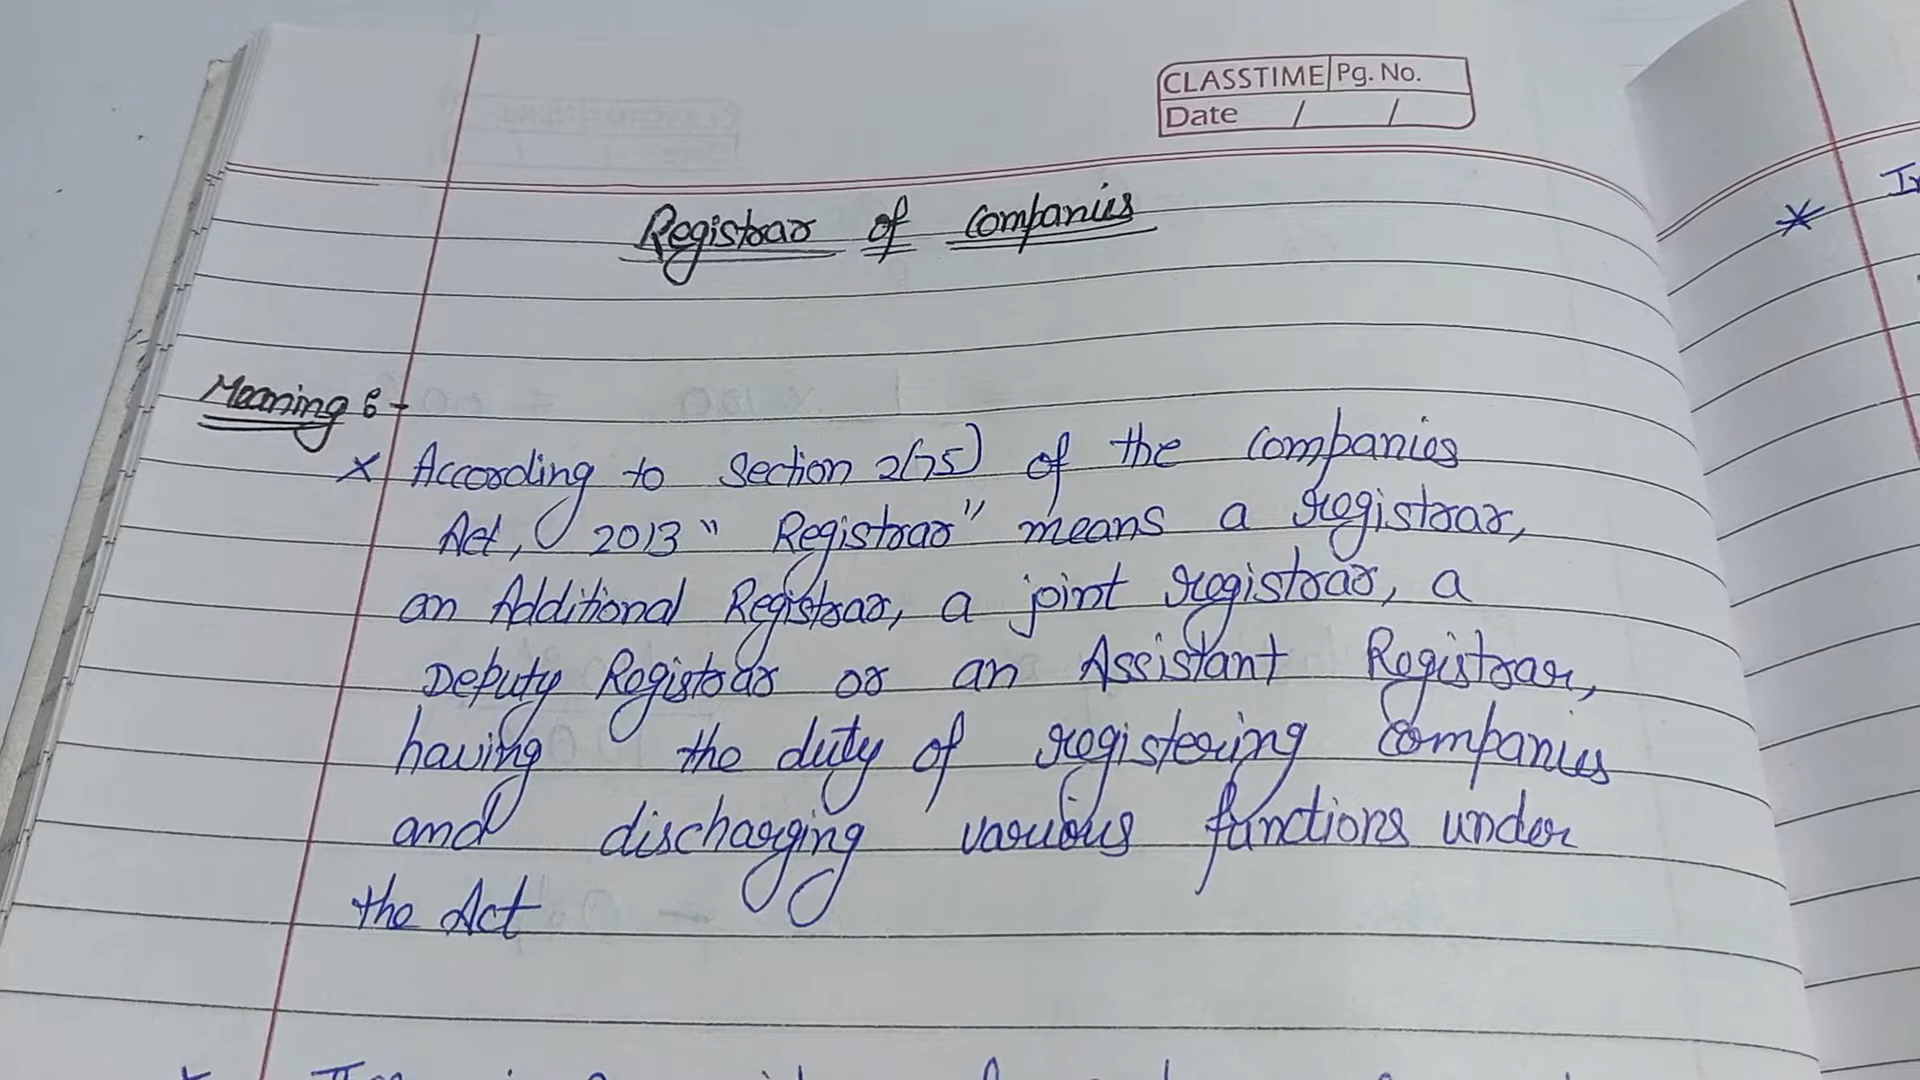 CLASSTIME Pg. No.
Date / /
Registrar of Companies
Meaning :-
x According to Section 2(75) of the Companies
Act, 2013 " Registrar" means a registrar,
an Additional Registrar, a joint registrar, a
Deputy Registrar or an Assistant Registrar,
having the duty of registering companies
and discharging various functions under
the Act